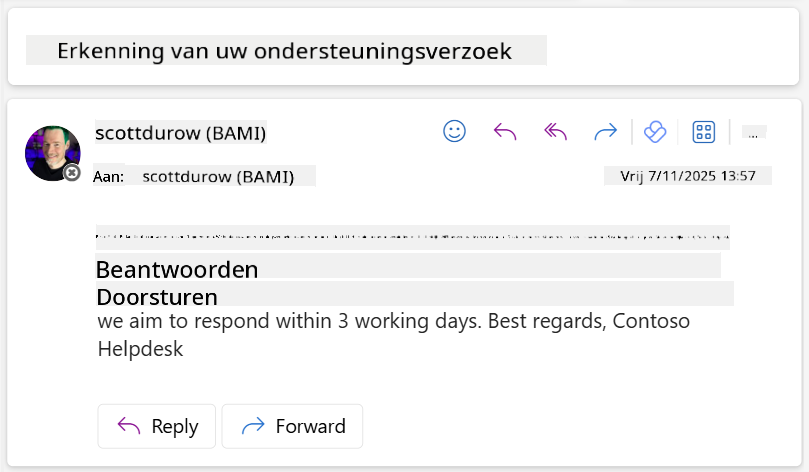 Erkenning van uw ondersteuningsverzoek
scottdurow (BAMI)
...
Aan: scottdurow (BAMI)
Vrij 7/11/2025 13:57
Beantwoorden
Doorsturen
we aim to respond within 3 working days. Best regards, Contoso
Helpdesk
Reply
Forward